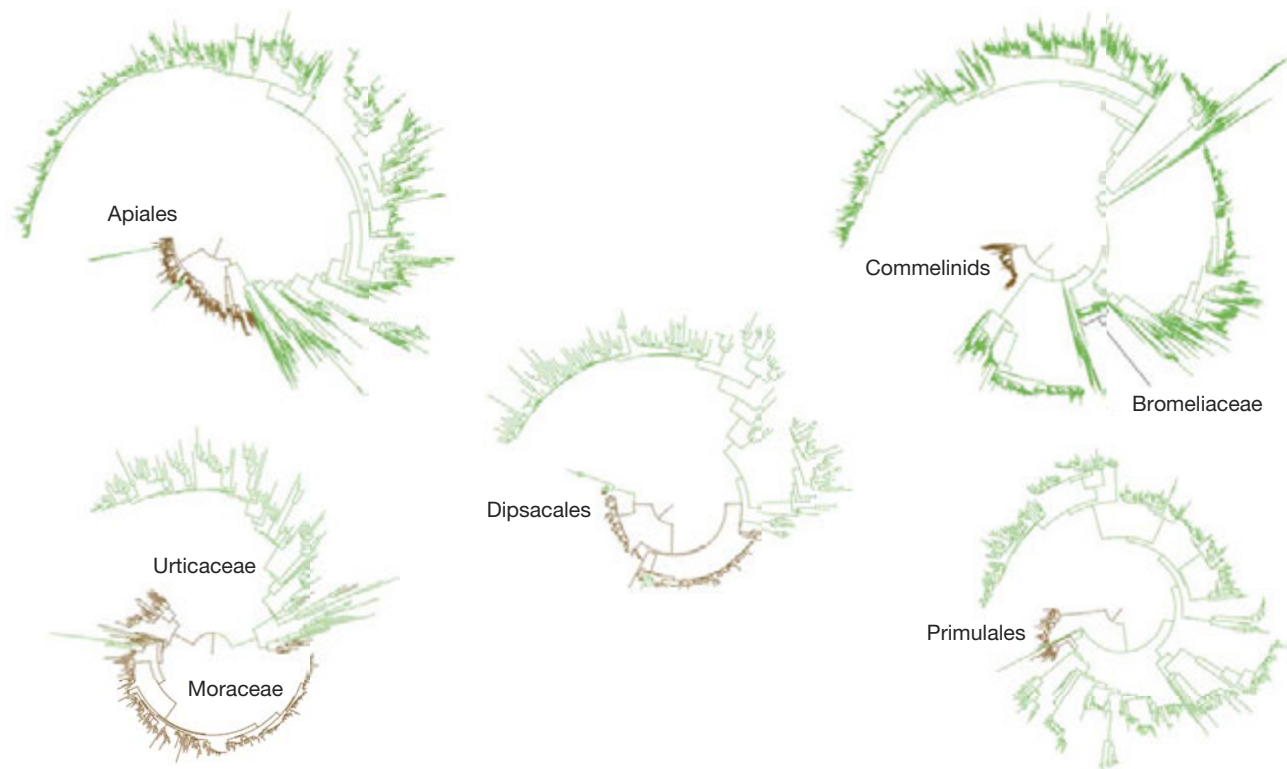 Apiales
Commelinids
Bromeliaceae
Dipsacales
Urticaceae
Moraceae
Primulales